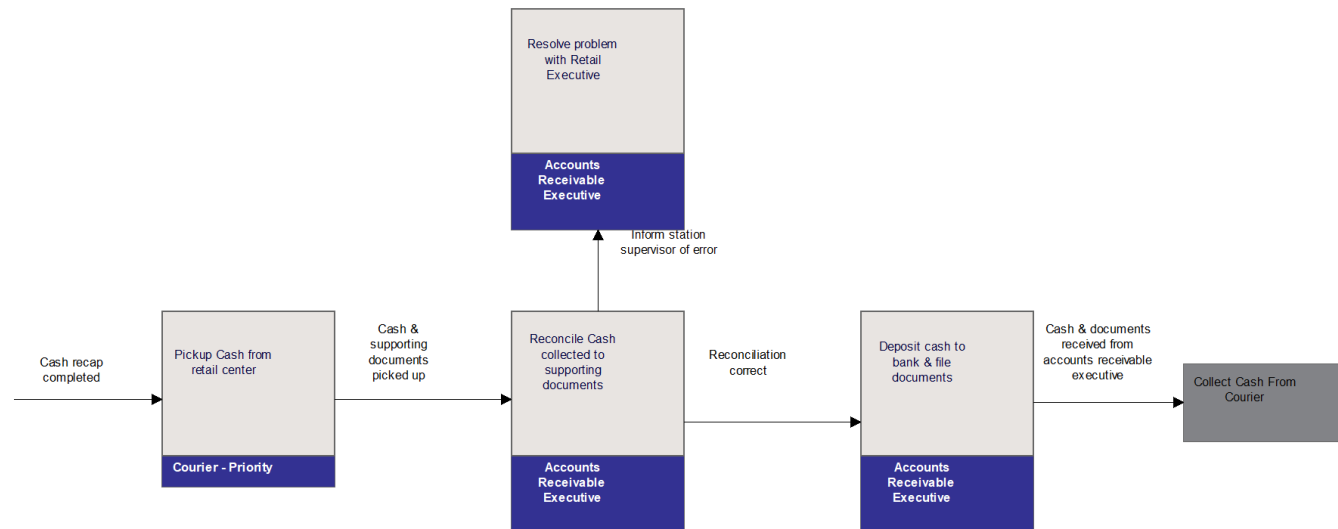 Resolve problem
with Retail
Executive
Accounts
Receivable
Executive
Inform station
supervisor of error
Cash recap
completed
Pickup Cash from
retail center
Courier - Priority
Cash &
supporting
documents
picked up
Reconcile Cash
collected to
supporting
documents
Accounts
Receivable
Executive
Reconciliation
correct
Deposit cash to
bank & file
documents
Accounts
Receivable
Executive
Cash & documents
received from
accounts receivable
executive
Collect Cash From
Courier